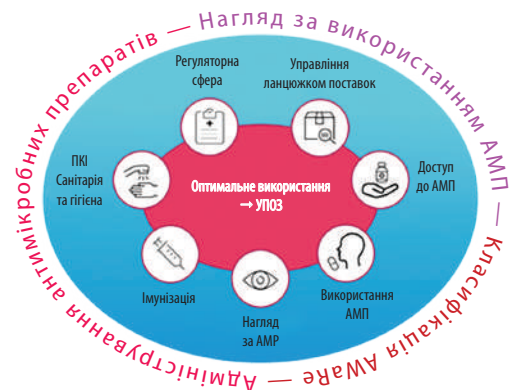 Адміністрування антимікробних препаратів — Нагляд за використанням АМП — Класифікація AWaRe —
Регуляторна
сфера
Управління
ланцюжком поставок
ПКІ
Санітарія
та гігієна
Доступ
до АМП
Оптимальне використання
→ УПОЗ
Імунізація
Використання
АМП
Нагляд
за АМР